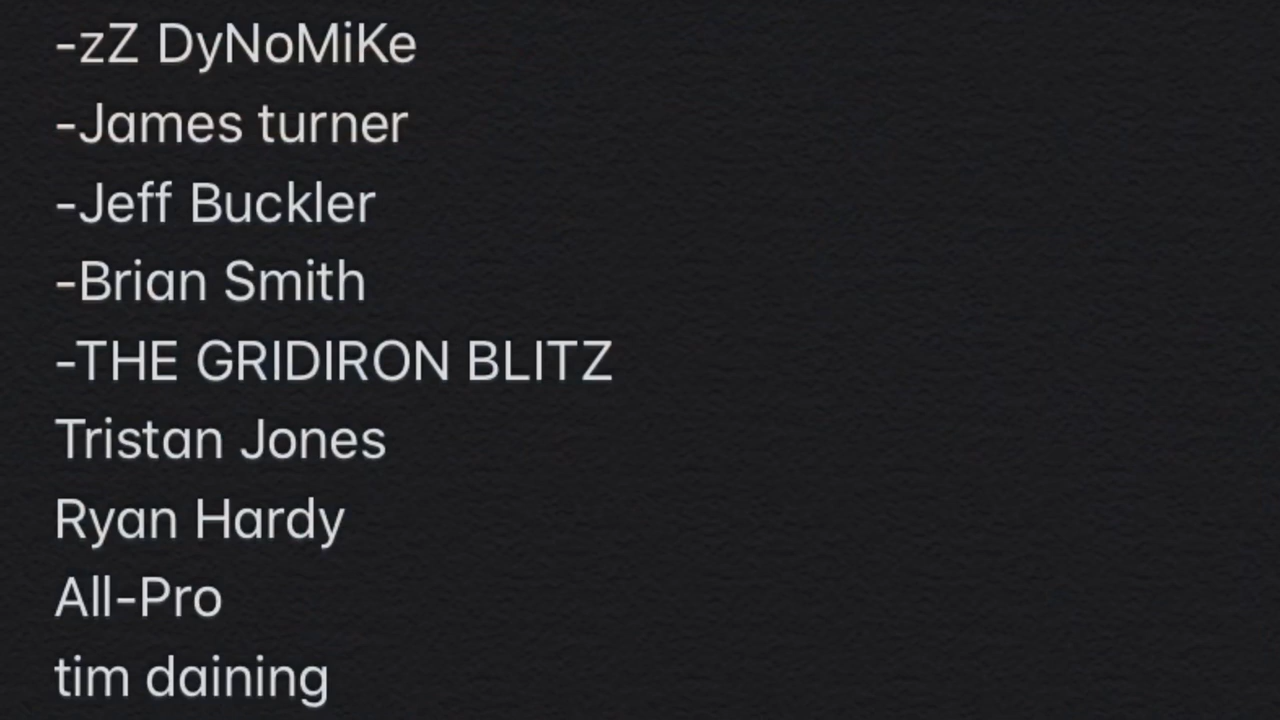 -zZ DyNoMiKe
-James turner
-Jeff Buckler
-Brian Smith
-THE GRIDIRON BLITZ
Tristan Jones
Ryan Hardy
All-Pro
tim daining